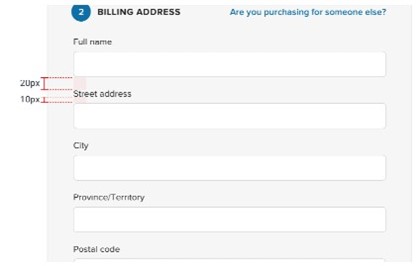 2 BILLING ADDRESS Are you purchasing for someone else?
Full name
20px
Street address
10px
City
Province/Territory
Postal code